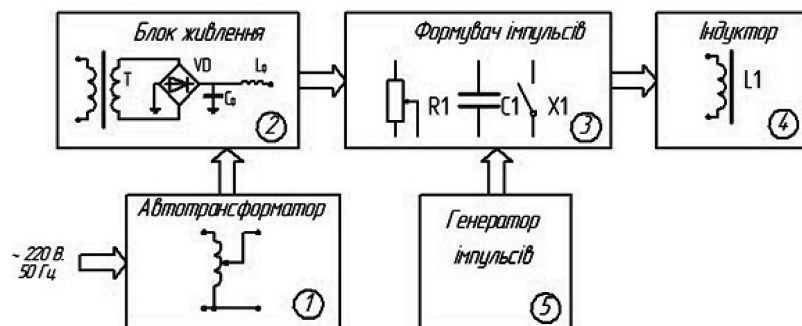 Блок живлення
T
VD
L₀
C₀
2
Формувач імпульсів
R1
C1
X1
3
Індуктор
L1
4
~ 220 В.
50 Гц
Автотрансформатор
1
Генератор
імпульсів
5